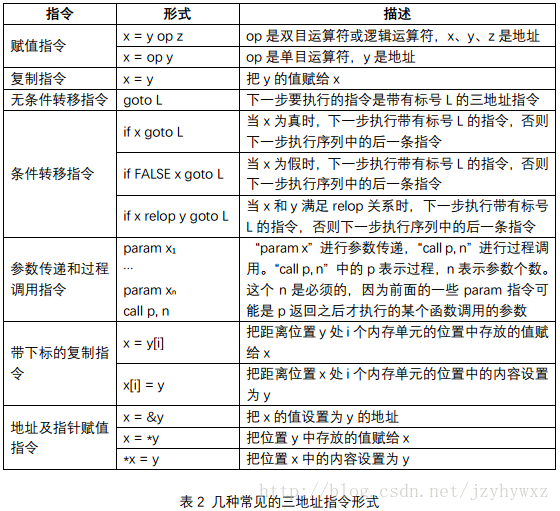 指令 形式 描述
赋值指令
x = y op z
op 是双目运算符或逻辑运算符，x、y、z 是地址
x = op y
op 是单目运算符，y 是地址
复制指令
x = y
把 y 的值赋给 x
无条件转移指令
goto L
下一步要执行的指令是带有标号 L 的三地址指令
条件转移指令
if x goto L
当 x 为真时，下一步执行带有标号 L 的指令，否则
下一步执行序列中的后一条指令
if FALSE x goto L
当 x 为假时，下一步执行带有标号 L 的指令，否则
下一步执行序列中的后一条指令
if x relop y goto L
当 x 和 y 满足 relop 关系时，下一步执行带有标号
L 的指令，否则下一步执行序列中的后一条指令
参数传递和过程
调用指令
param x₁
...
param xₙ
call p, n
“param x”进行参数传递，“call p, n”进行过程调
用。“call p, n”中的 p 表示过程，n 表示参数个数。
这个 n 是必须的，因为前面的一些 param 指令可
能是 p 返回之后才执行的某个函数调用的参数
带下标的复制指
令
x = y[i]
把距离位置 y 处 i 个内存单元的位置中存放的值赋
给 x
x[i] = y
把距离位置 x 处 i 个内存单元的位置中的内容设置
为 y
地址及指针赋值
指令
x = &y
把 x 的值设置为 y 的地址
x = *y
把位置 y 中存放的值赋给 x
*x = y
把位置 x 中的内容设置为 y
http://blog.csdn.net/jzyhywxz
表 2 几种常见的三地址指令形式